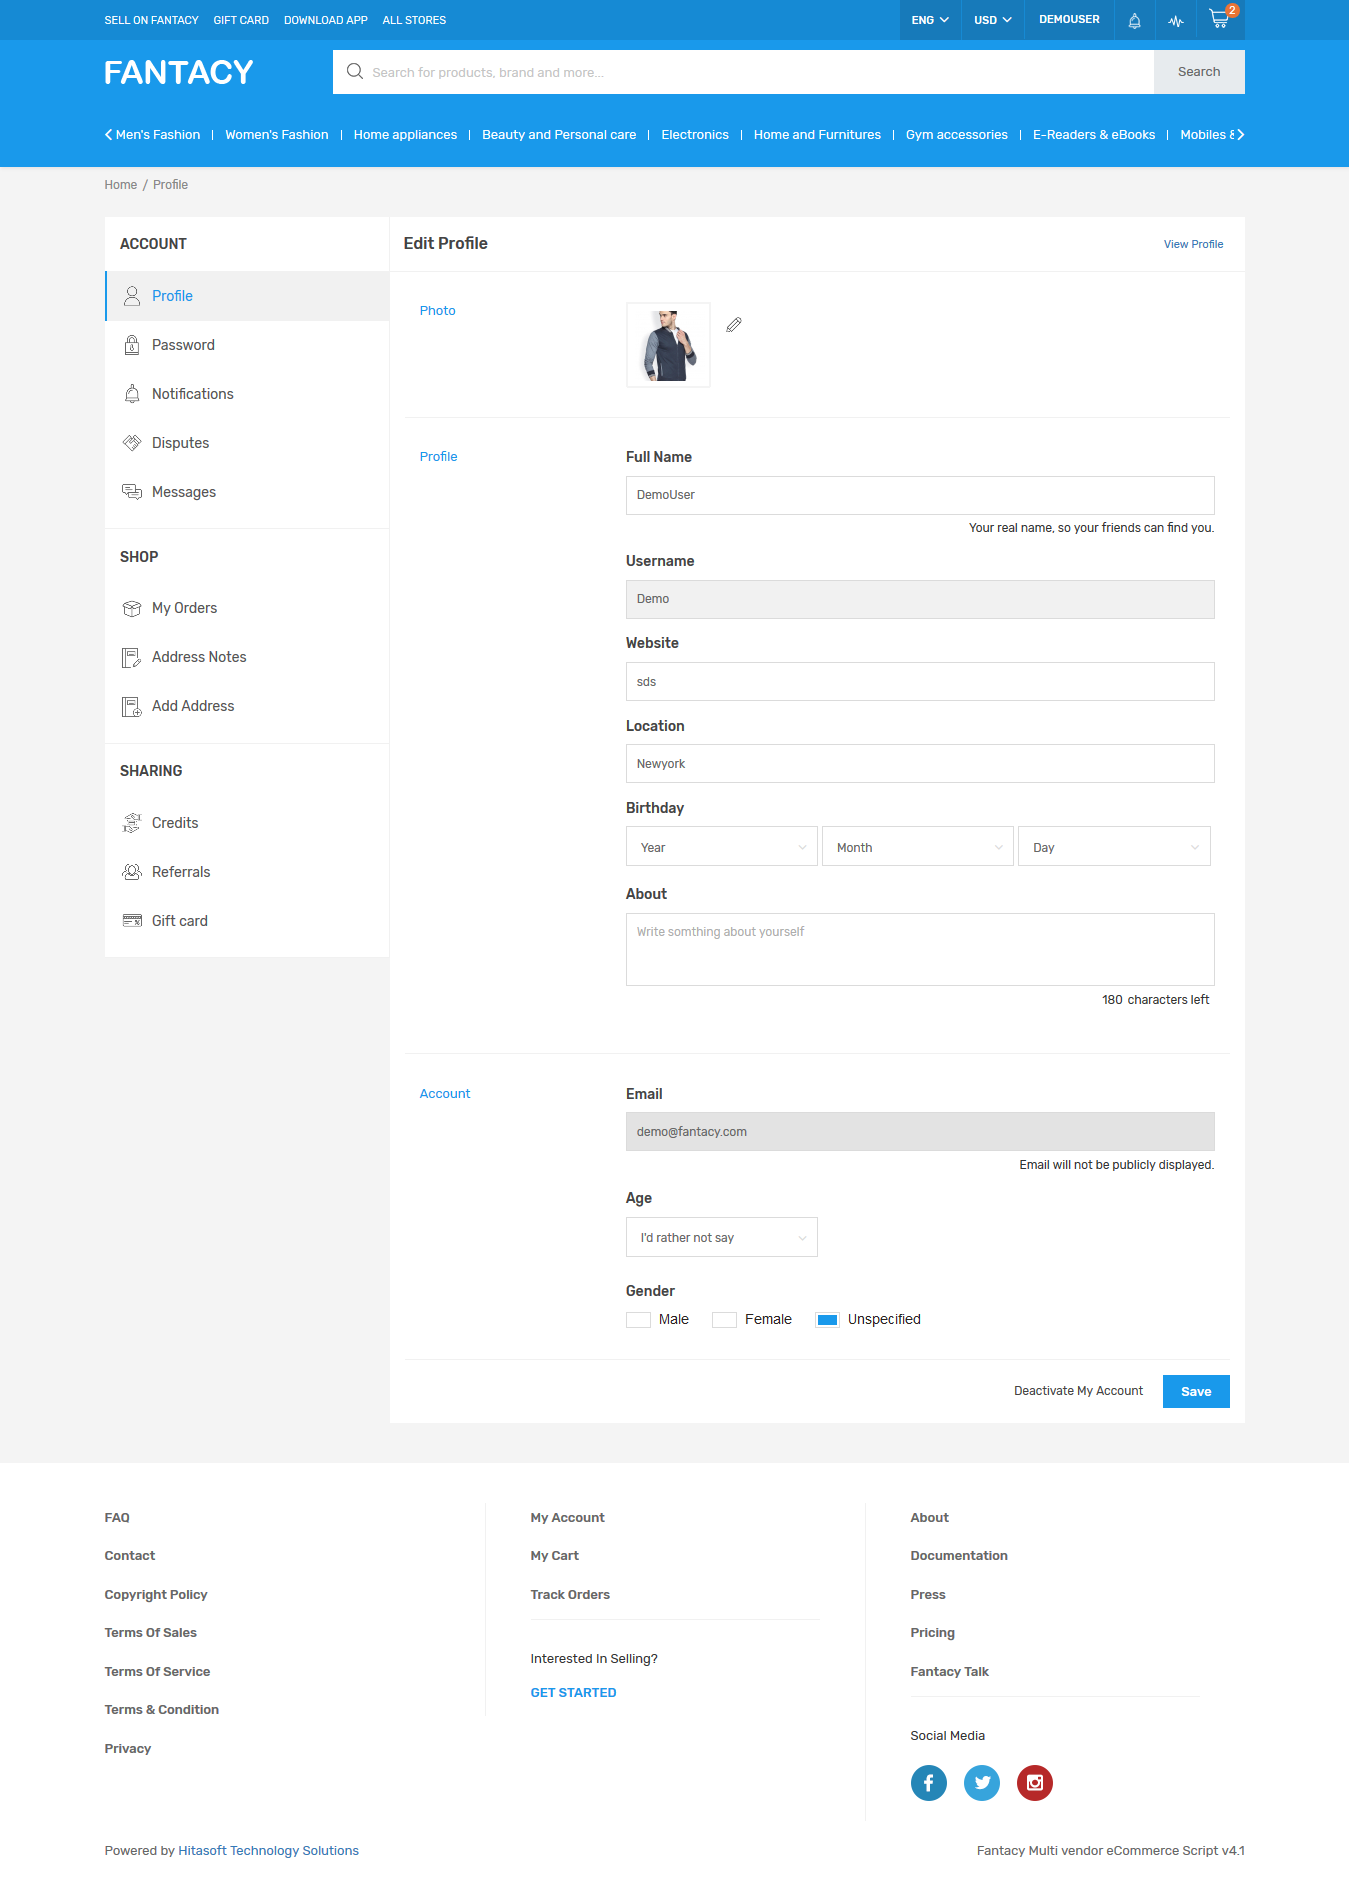 SELL ON FANTACY GIFT CARD DOWNLOAD APP ALL STORES ENG USD DEMOUSER 2
FANTACY Search for products, brand and more... Search
Men's Fashion Women's Fashion Home appliances Beauty and Personal care Electronics Home and Furnitures Gym accessories E-Readers & eBooks Mobiles &
Home / Profile
ACCOUNT
Profile
Password
Notifications
Disputes
Messages
SHOP
My Orders
Address Notes
Add Address
SHARING
Credits
Referrals
Gift card
Edit Profile View Profile
Photo
Profile
Full Name
DemoUser
Your real name, so your friends can find you.
Username
Demo
Website
sds
Location
Newyork
Birthday
Year Month Day
About
Write somthing about yourself
180 characters left
Account
Email
demo@fantacy.com
Email will not be publicly displayed.
Age
I'd rather not say
Gender
Male Female Unspecified
Deactivate My Account Save
FAQ
Contact
Copyright Policy
Terms Of Sales
Terms Of Service
Terms & Condition
Privacy
My Account
My Cart
Track Orders
Interested In Selling?
GET STARTED
About
Documentation
Press
Pricing
Fantacy Talk
Social Media
Powered by Hitasoft Technology Solutions Fantacy Multi vendor eCommerce Script v4.1